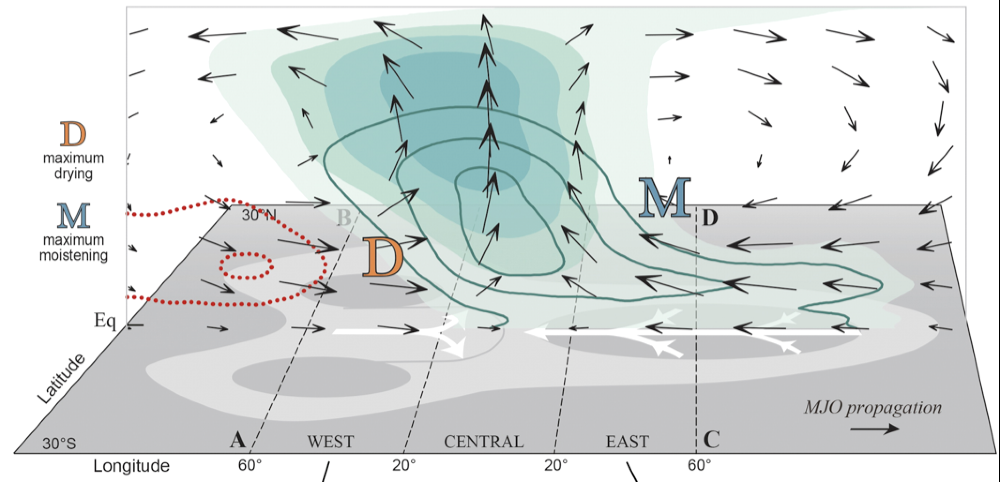 D
maximum
drying
M
maximum
moistening
30°N
B
M
D
D
Eq
Latitude
MJO propagation
30°S
A
WEST
CENTRAL
EAST
C
Longitude
60°
20°
20°
60°